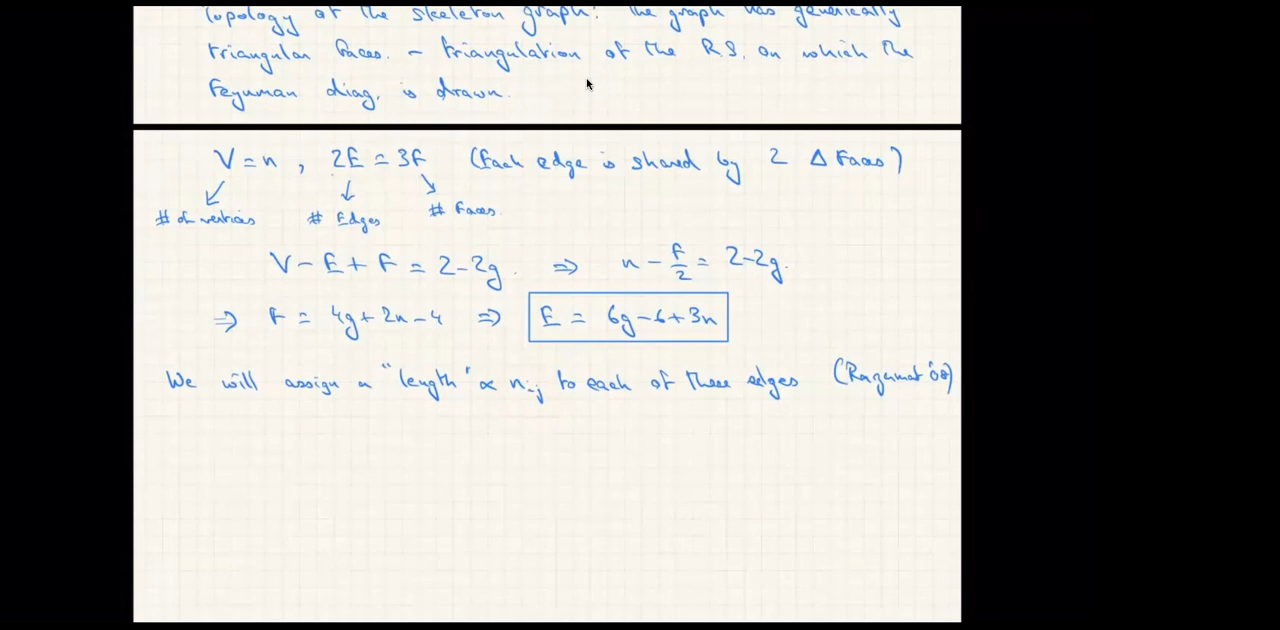 topology of the skeleton graph: the graph has generically
triangular faces. - triangulation of the RS. on which the
Feynman diag. is drawn.
V = n , 2E = 3F (Each edge is shared by 2 Δ Faces)
# of vertices # Edges # Faces.
V - E + F = 2 - 2g. ⇒ n - F/2 = 2 - 2g.
⇒ F = 4g + 2n - 4 ⇒ E = 6g - 6 + 3n
We will assign a "length" ∝ nij to each of these edges (Razamat '08)